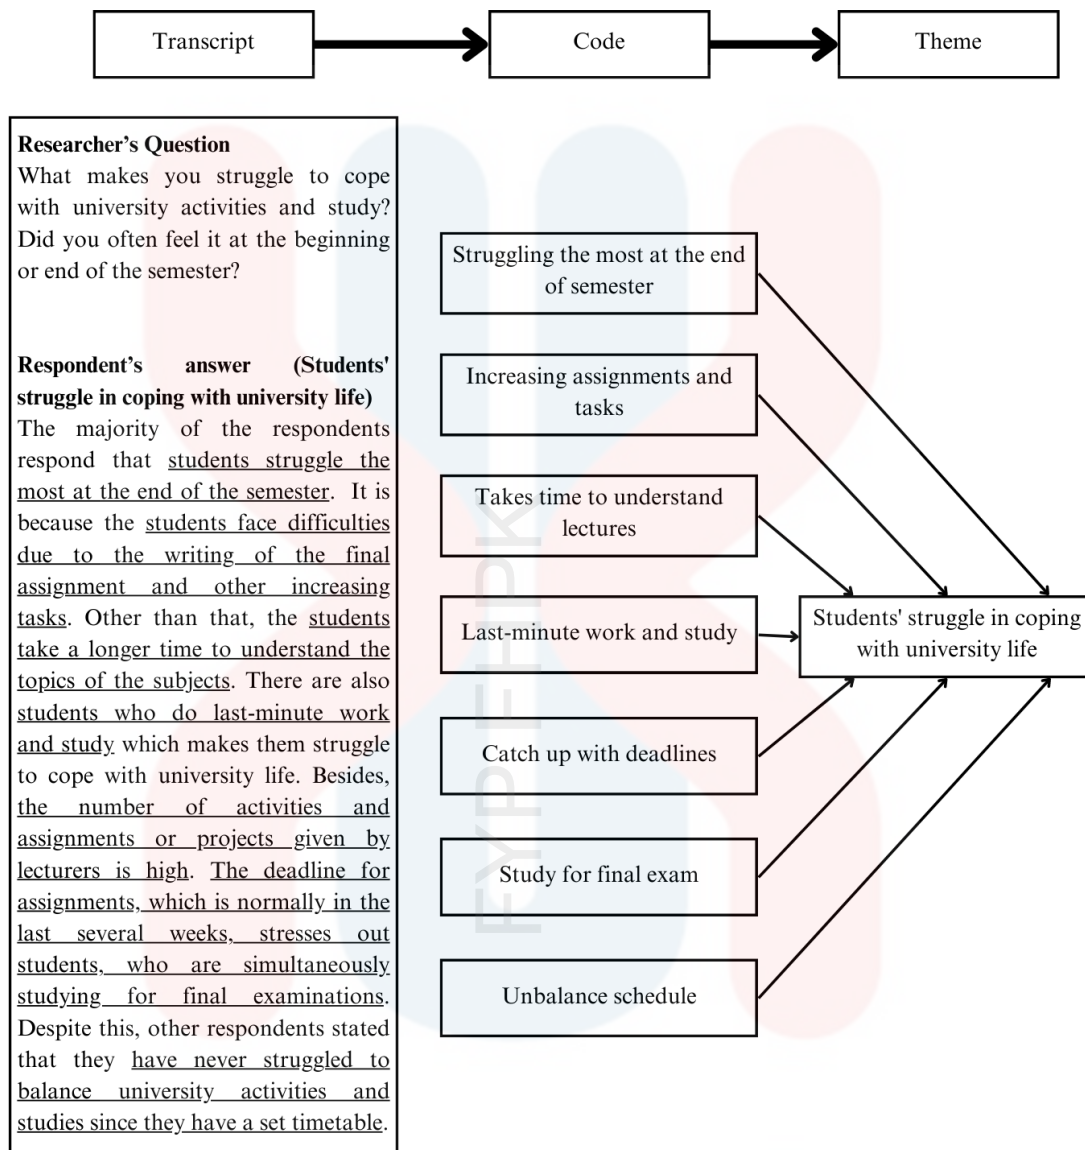 Transcript
Code
Theme
Researcher's Question
What makes you struggle to cope
with university activities and study?
Did you often feel it at the beginning
or end of the semester?
Respondent's answer (Students'
struggle in coping with university life)
The majority of the respondents
respond that students struggle the
most at the end of the semester. It is
because the students face difficulties
due to the writing of the final
assignment and other increasing
tasks. Other than that, the students
take a longer time to understand the
topics of the subjects. There are also
students who do last-minute work
and study which makes them struggle
to cope with university life. Besides,
the number of activities and
assignments or projects given by
lecturers is high. The deadline for
assignments, which is normally in the
last several weeks, stresses out
students, who are simultaneously
studying for final examinations.
Despite this, other respondents stated
that they have never struggled to
balance university activities and
studies since they have a set timetable.
Struggling the most at the end
of semester
Increasing assignments and
tasks
Takes time to understand
lectures
Last-minute work and study
Catch up with deadlines
Study for final exam
Unbalance schedule
Students' struggle in coping
with university life
FYP FHPK